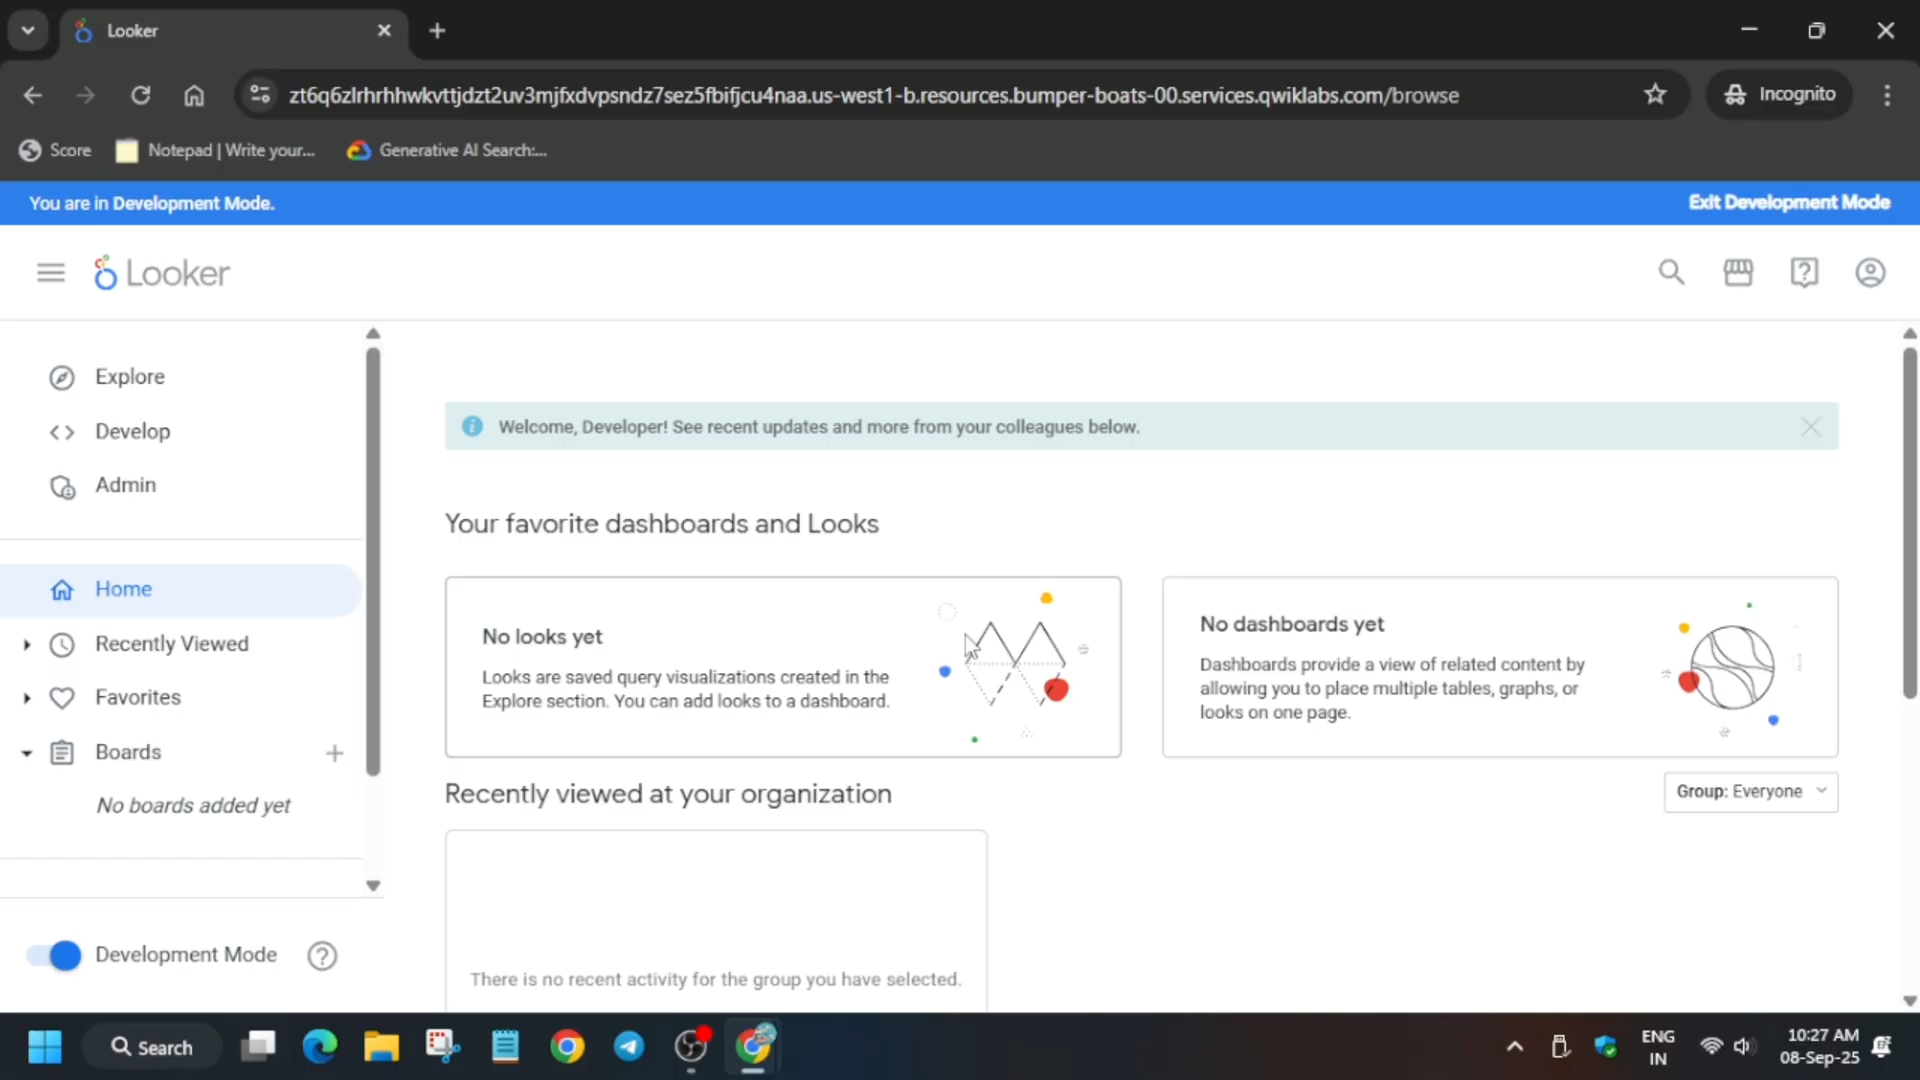 Looker
zt6q6zlrhrhhwkvttjdzt2uv3mjfxdvpsndz7sez5fbifjcu4naa.us-west1-b.resources.bumper-boats-00.services.qwiklabs.com/browse
Incognito
Score
Notepad | Write your...
Generative AI Search:...
You are in Development Mode.
Exit Development Mode
Looker
Explore
Develop
Admin
Home
Recently Viewed
Favorites
Boards
No boards added yet
Development Mode
Welcome, Developer! See recent updates and more from your colleagues below.
Your favorite dashboards and Looks
No looks yet
Looks are saved query visualizations created in the
Explore section. You can add looks to a dashboard.
No dashboards yet
Dashboards provide a view of related content by
allowing you to place multiple tables, graphs, or
looks on one page.
Recently viewed at your organization
Group: Everyone
There is no recent activity for the group you have selected.
Search
ENG
IN
10:27 AM
08-Sep-25